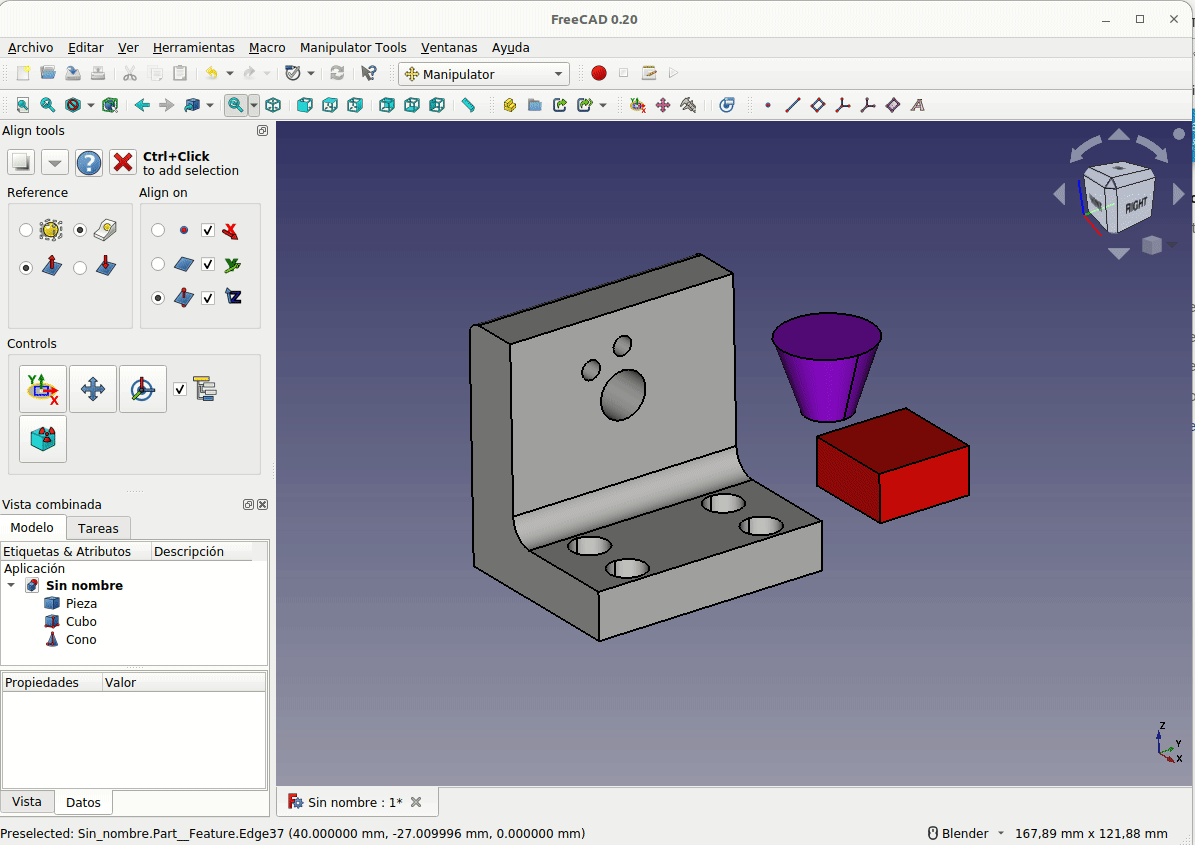 FreeCAD 0.20
Archivo Editar Ver Herramientas Macro Manipulator Tools Ventanas Ayuda
Manipulator
Align tools
Ctrl+Click
to add selection
Reference Align on
X
Y
Z
Controls
Y
X
Vista combinada
Modelo Tareas
Etiquetas & Atributos Descripción
Aplicación
Sin nombre
Pieza
Cubo
Cono
Propiedades Valor
Vista Datos
RIGHT
Z
Y
X
Sin nombre : 1*
Preselected: Sin_nombre.Part__Feature.Edge37 (40.000000 mm, -27.009996 mm, 0.000000 mm)
Blender 167,89 mm x 121,88 mm